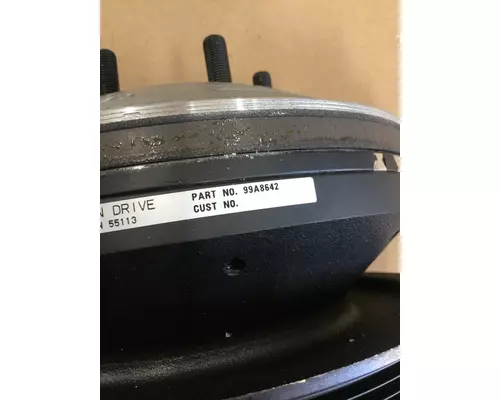 N DRIVE
N 55113
PART NO. 99A8642
CUST NO.